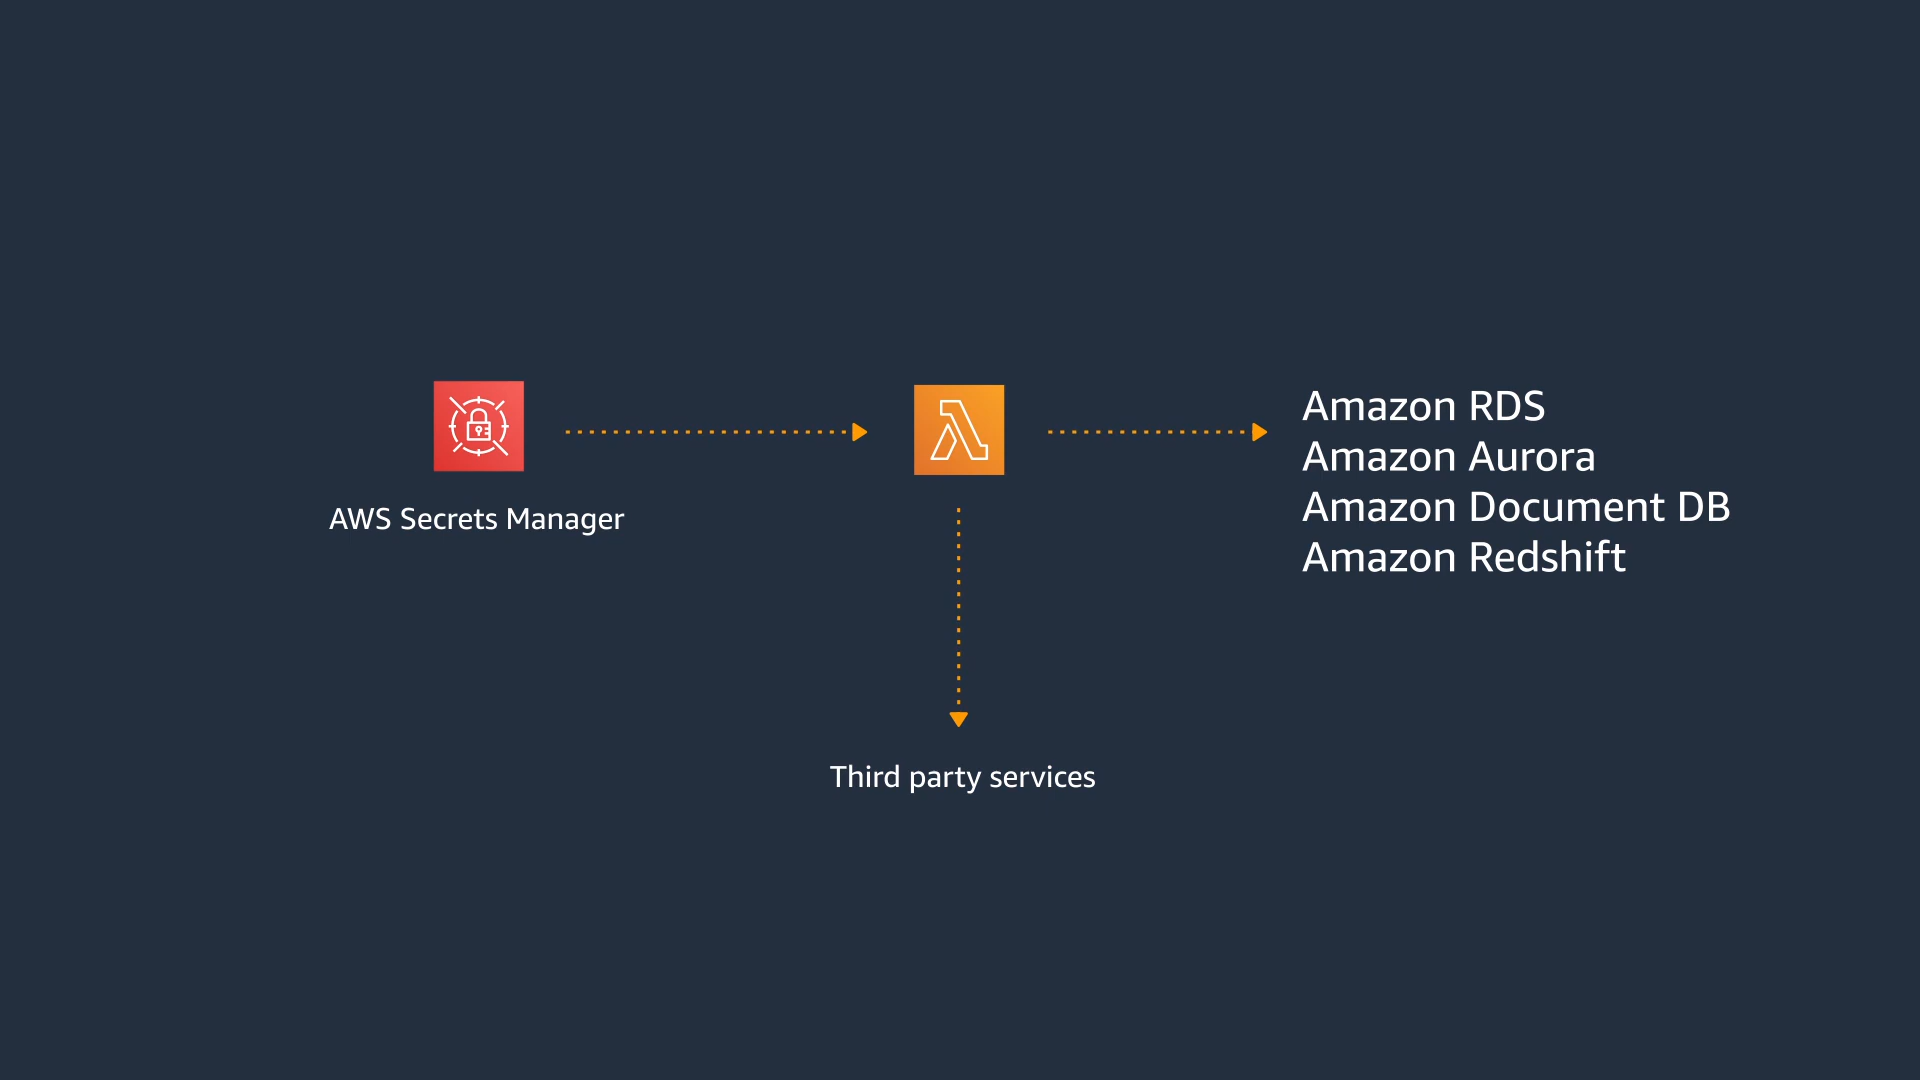 AWS Secrets Manager
Amazon RDS
Amazon Aurora
Amazon Document DB
Amazon Redshift
Third party services